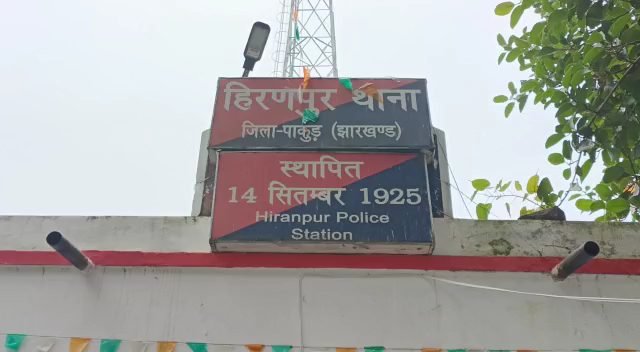 हिरणपुर थाना
जिला-पाकुड़ (झारखण्ड)
स्थापित
14 सितम्बर 1925
Hiranpur Police
Station